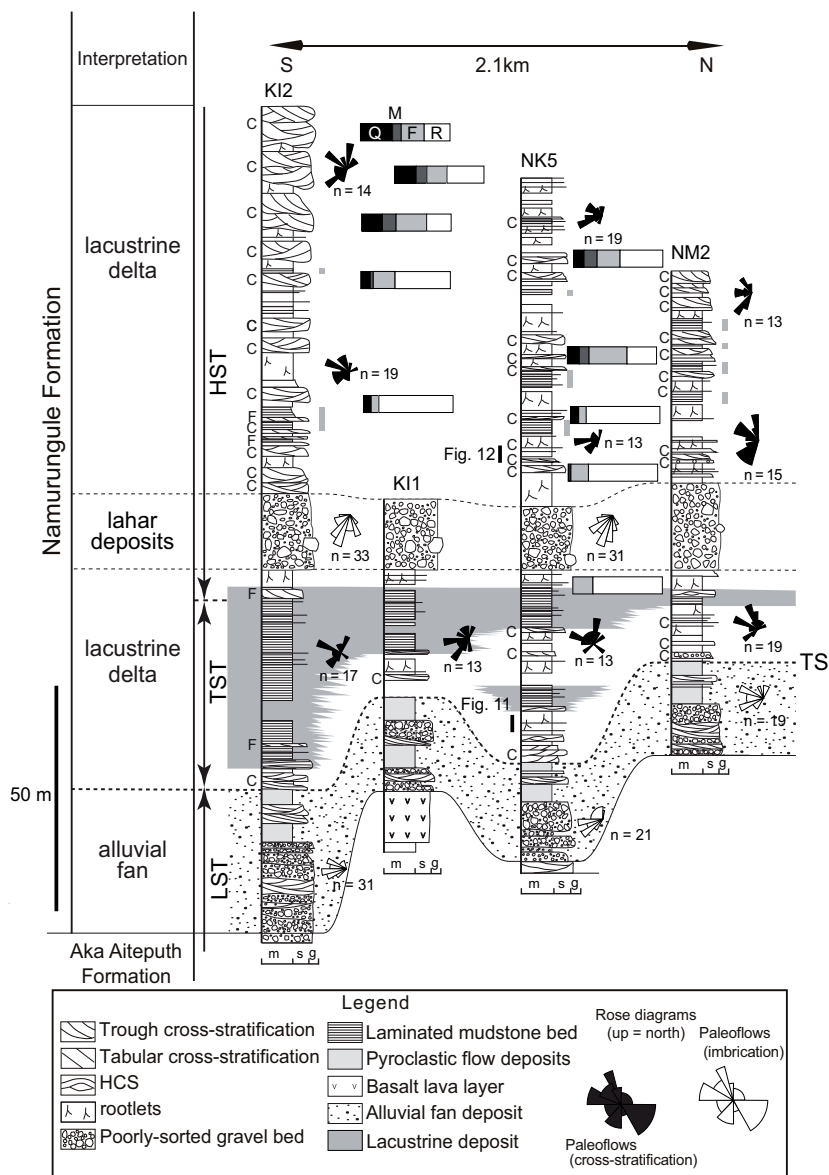 Interpretation
S
2.1km
N
KI2
NK5
NM2
KI1
M
Q F R
Namurungule Formation
lacustrine
delta
lahar
deposits
lacustrine
delta
alluvial
fan
Aka Aiteputh
Formation
HST
TST
LST
50 m
C
C
C
C
C
C
C
F
C
F
C
C
C
F
F
C
n = 14
n = 19
n = 33
n = 17
n = 31
m s g
C
n = 13
m s g
C
C
C
C
C
C
C
C
C
C
C
C
n = 19
n = 13
n = 31
n = 13
n = 21
Fig. 12
Fig. 11
m s g
C
C
C
C
C
C
C
C
C
C
C
C
n = 13
n = 15
n = 19
TS
n = 19
m s g
Legend
Trough cross-stratification
Tabular cross-stratification
HCS
rootlets
Poorly-sorted gravel bed
Laminated mudstone bed
Pyroclastic flow deposits
Basalt lava layer
Alluvial fan deposit
Lacustrine deposit
Rose diagrams
(up = north)
Paleoflows
(imbrication)
Paleoflows
(cross-stratification)